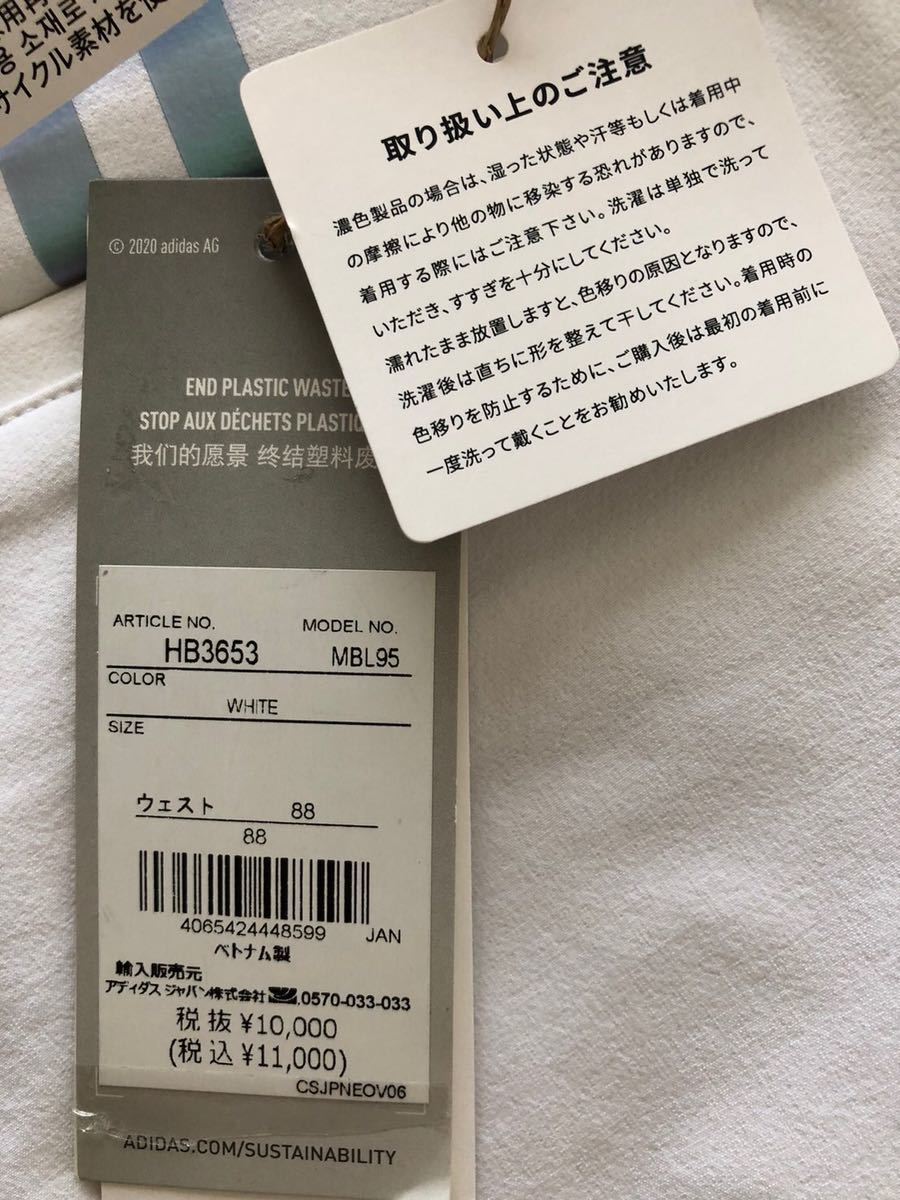 용 소재로
サイクル素材を使
取り扱い上のご注意
濃色製品の場合は、湿った状態や汗等もしくは着用中
の摩擦により他の物に移染する恐れがありますので、
着用する際にはご注意下さい。洗濯は単独で洗って
いただき、すすぎを十分にしてください。
濡れたまま放置しますと、色移りの原因となりますので、
洗濯後は直ちに形を整えて干してください。着用時の
色移りを防止するために、ご購入後は最初の着用前に
一度洗って戴くことをお勧めいたします。
© 2020 adidas AG
END PLASTIC WASTE
STOP AUX DÉCHETS PLASTIC
我们的愿景 终结塑料废
ARTICLE NO. MODEL NO.
HB3653 MBL95
COLOR
WHITE
SIZE
ウェスト 88
88
4065424448599 JAN
ベトナム製
輸入販売元
アディダス ジャパン株式会社 0570-033-033
税抜 ¥10,000
(税込 ¥11,000)
CSJPNEOV06
ADIDAS.COM/SUSTAINABILITY